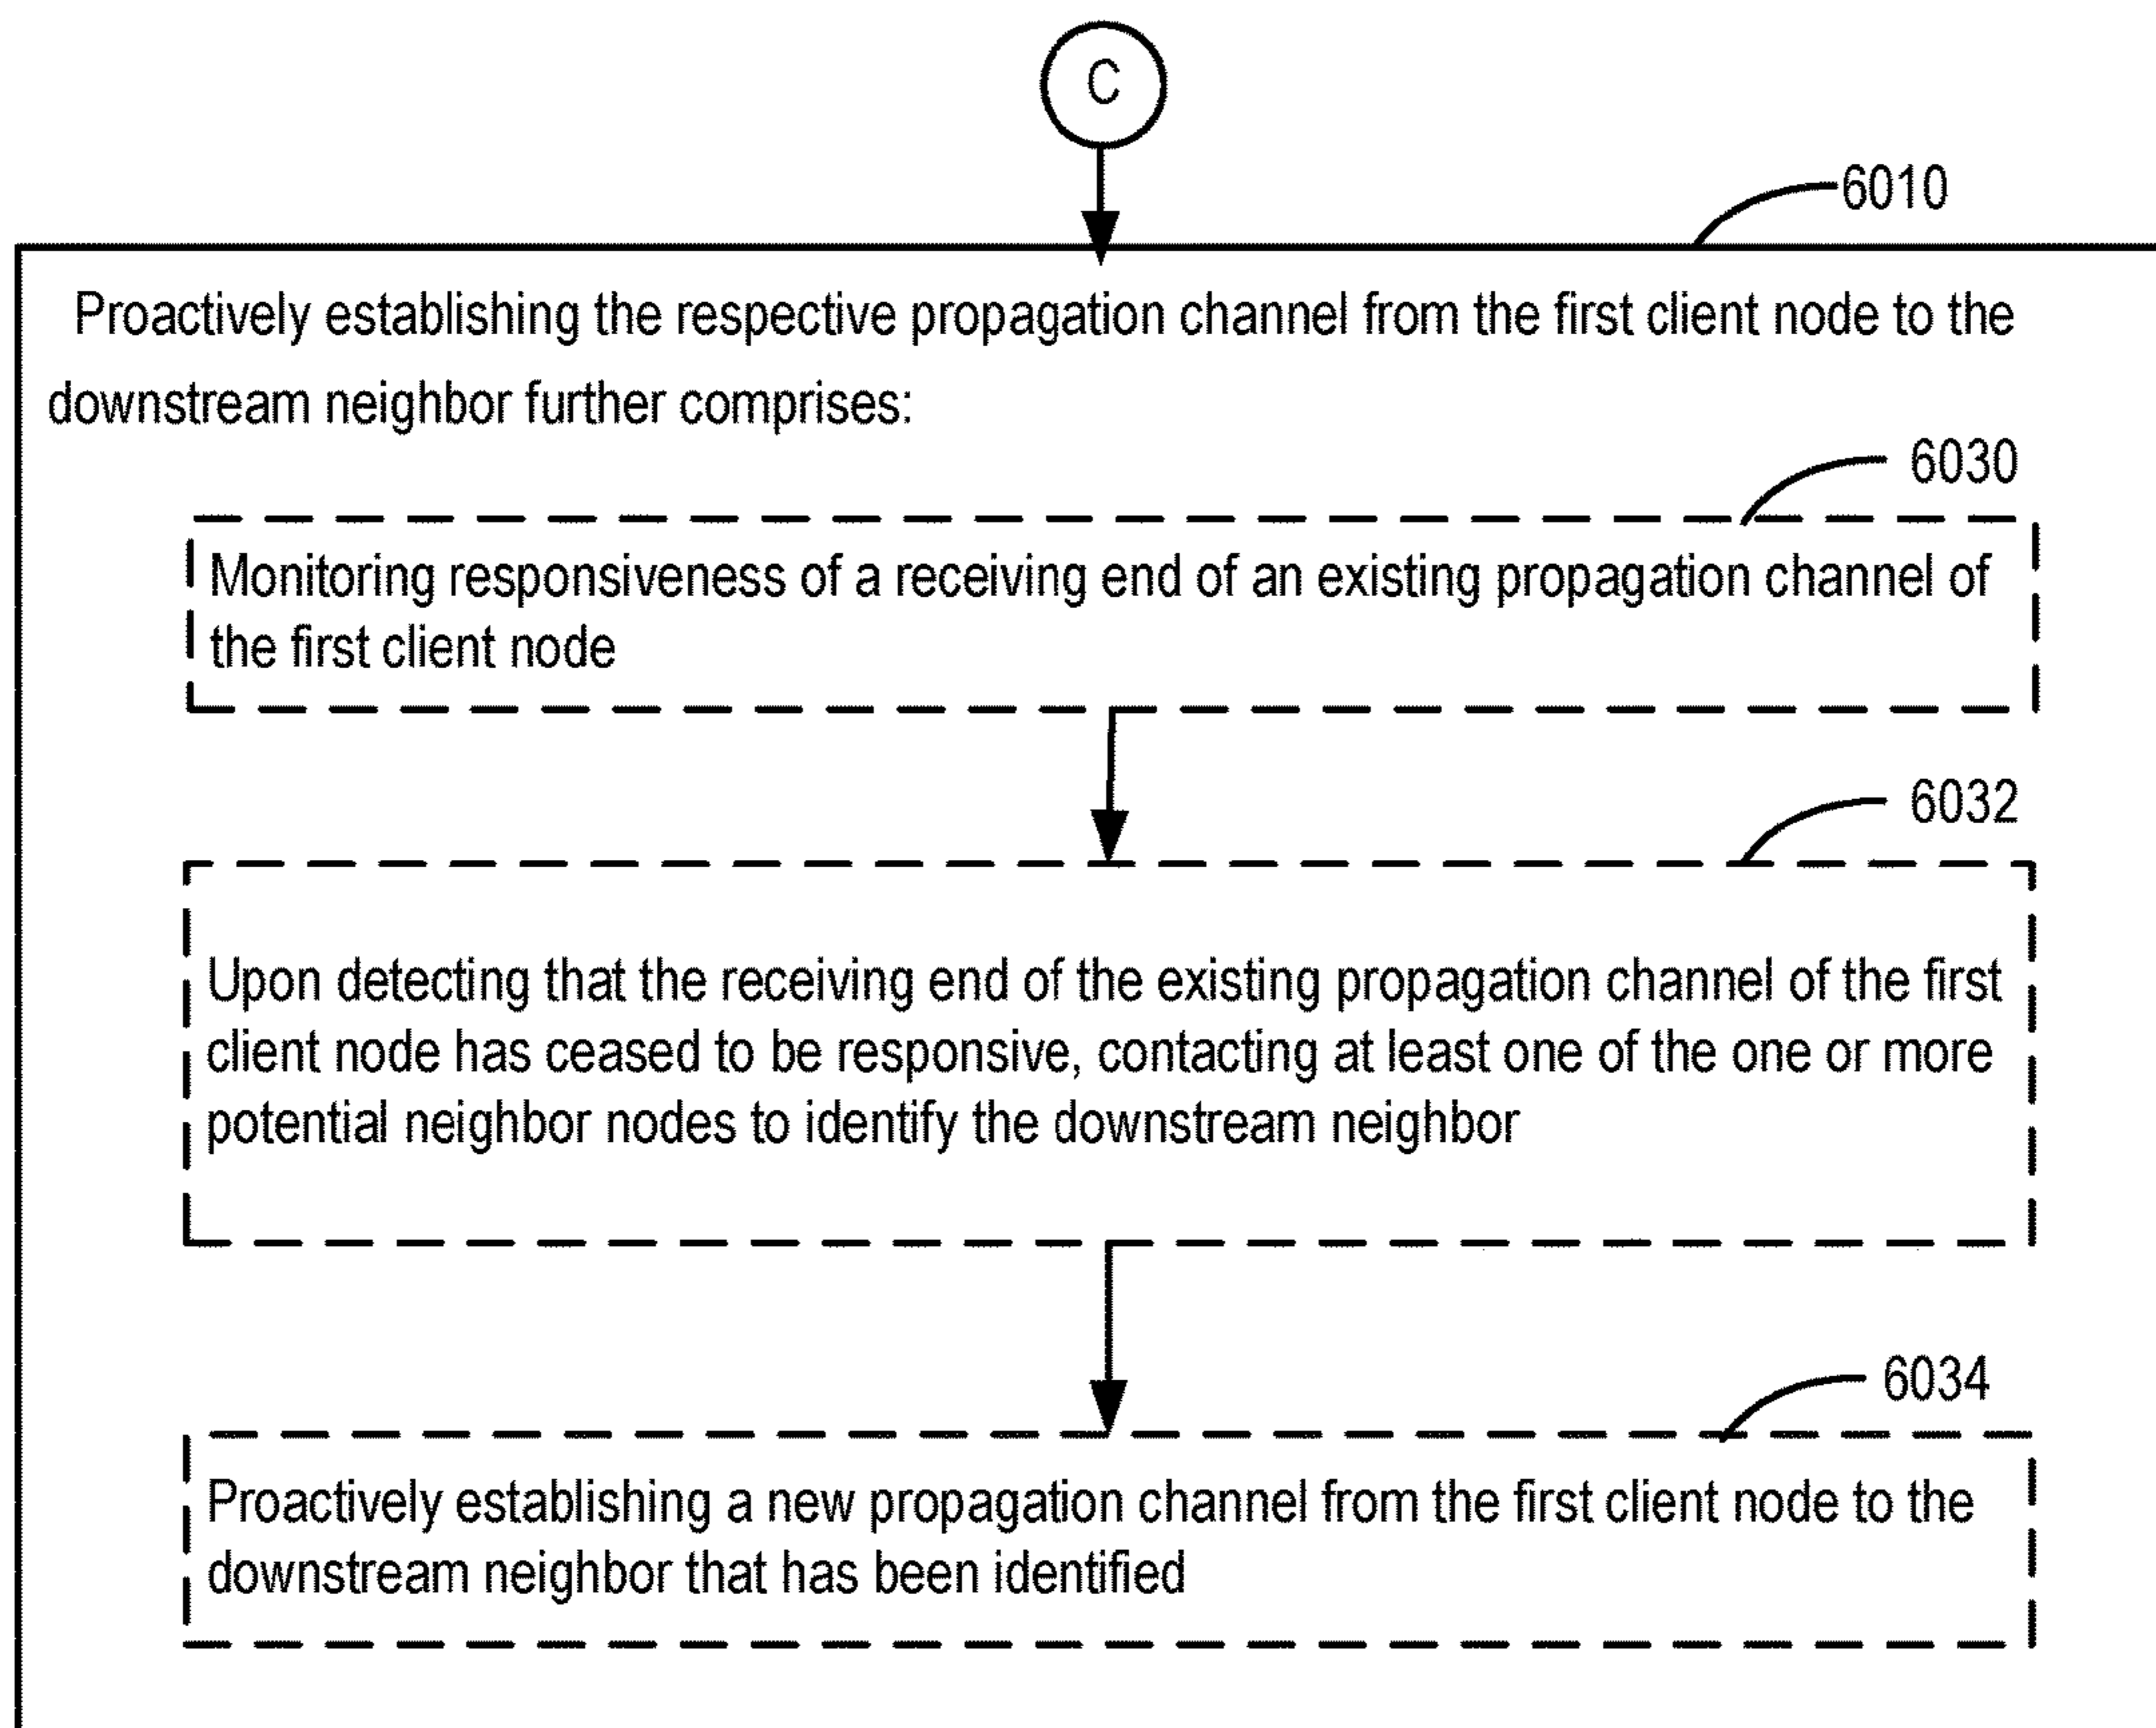 C
6010
Proactively establishing the respective propagation channel from the first client node to the
downstream neighbor further comprises:
6030
Monitoring responsiveness of a receiving end of an existing propagation channel of
the first client node
6032
Upon detecting that the receiving end of the existing propagation channel of the first
client node has ceased to be responsive, contacting at least one of the one or more
potential neighbor nodes to identify the downstream neighbor
6034
Proactively establishing a new propagation channel from the first client node to the
downstream neighbor that has been identified